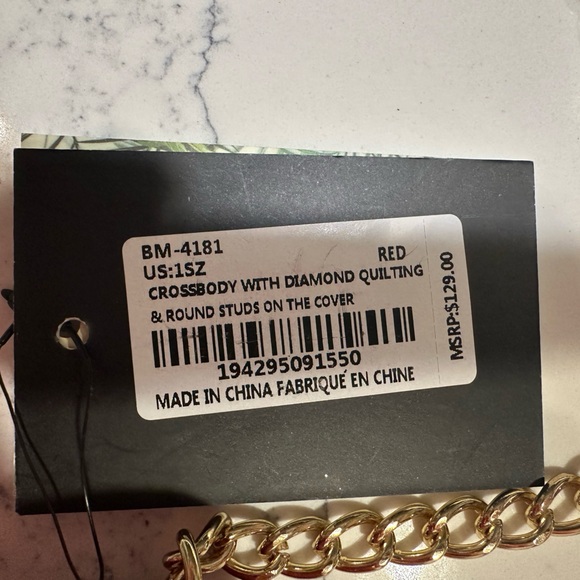 BM-4181
US:1SZ RED
CROSSBODY WITH DIAMOND QUILTING
& ROUND STUDS ON THE COVER
194295091550
MADE IN CHINA FABRIQUÉ EN CHINE
MSRP:$129.00